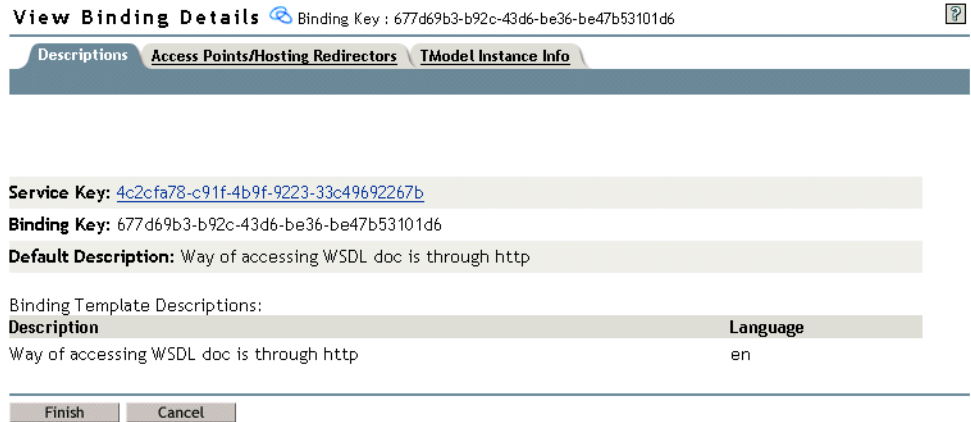 View Binding Details Binding Key : 677d69b3-b92c-43d6-be36-be47b53101d6 ?
Descriptions Access Points/Hosting Redirectors TModel Instance Info
Service Key: 4c2cfa78-c91f-4b9f-9223-33c49692267b
Binding Key: 677d69b3-b92c-43d6-be36-be47b53101d6
Default Description: Way of accessing WSDL doc is through http
Binding Template Descriptions:
Description Language
Way of accessing WSDL doc is through http en
Finish Cancel